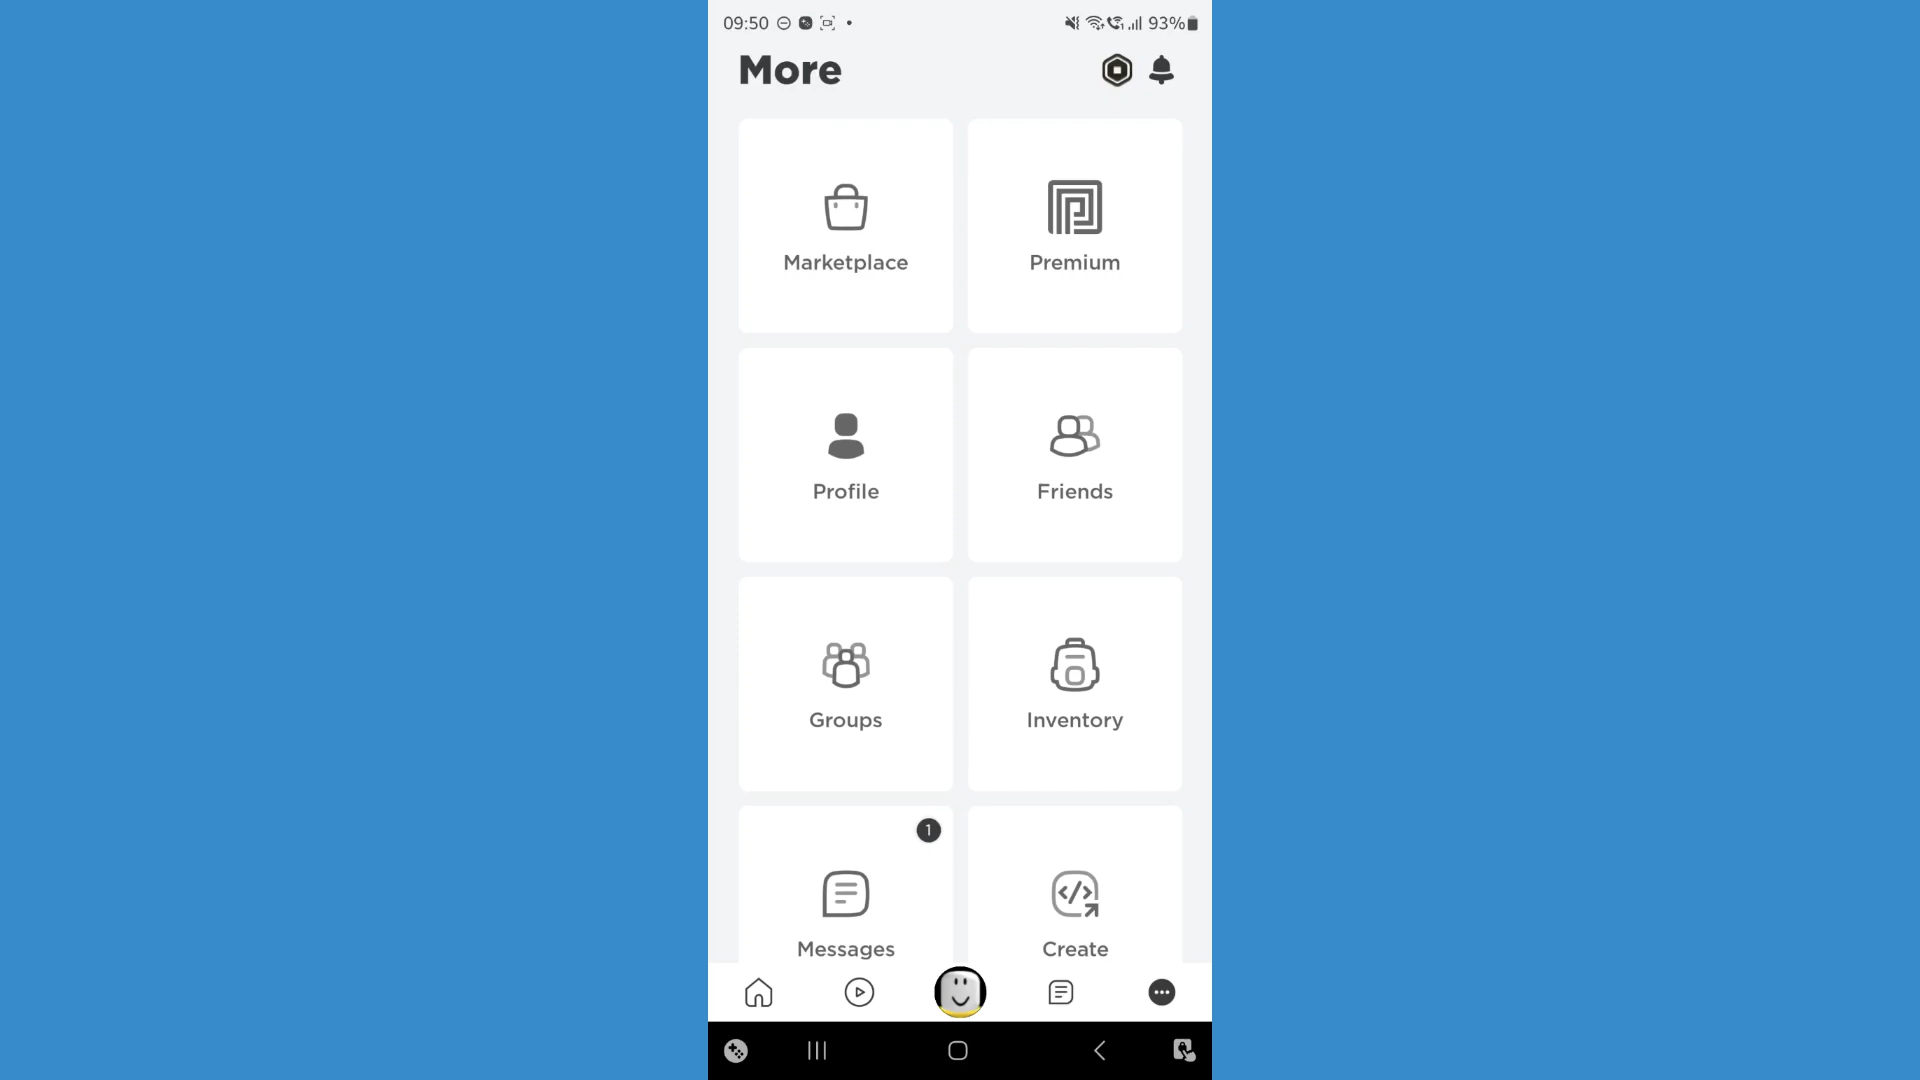 09:50 93%
More
Marketplace Premium
Profile Friends
Groups Inventory
1
Messages Create